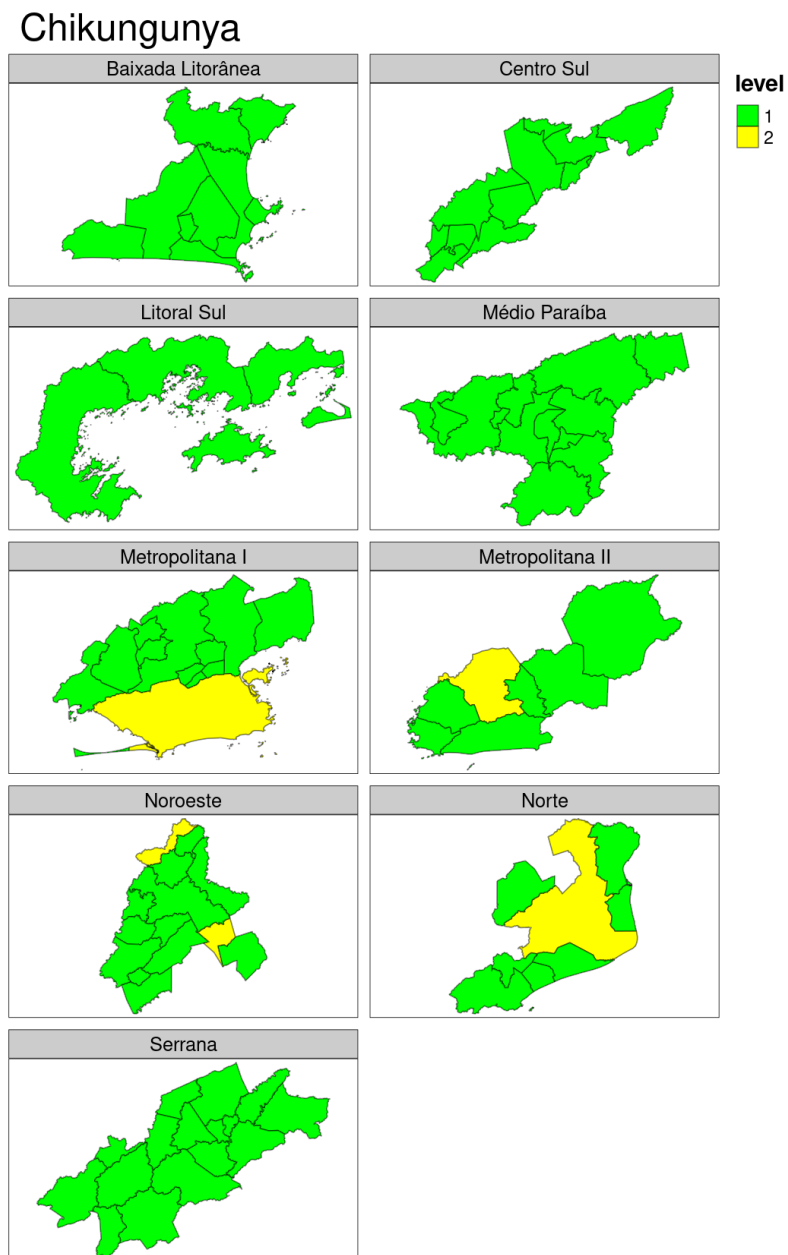 Chikungunya
Baixada Litorânea
Centro Sul
level
1
2
Litoral Sul
Médio Paraíba
Metropolitana I
Metropolitana II
Noroeste
Norte
Serrana